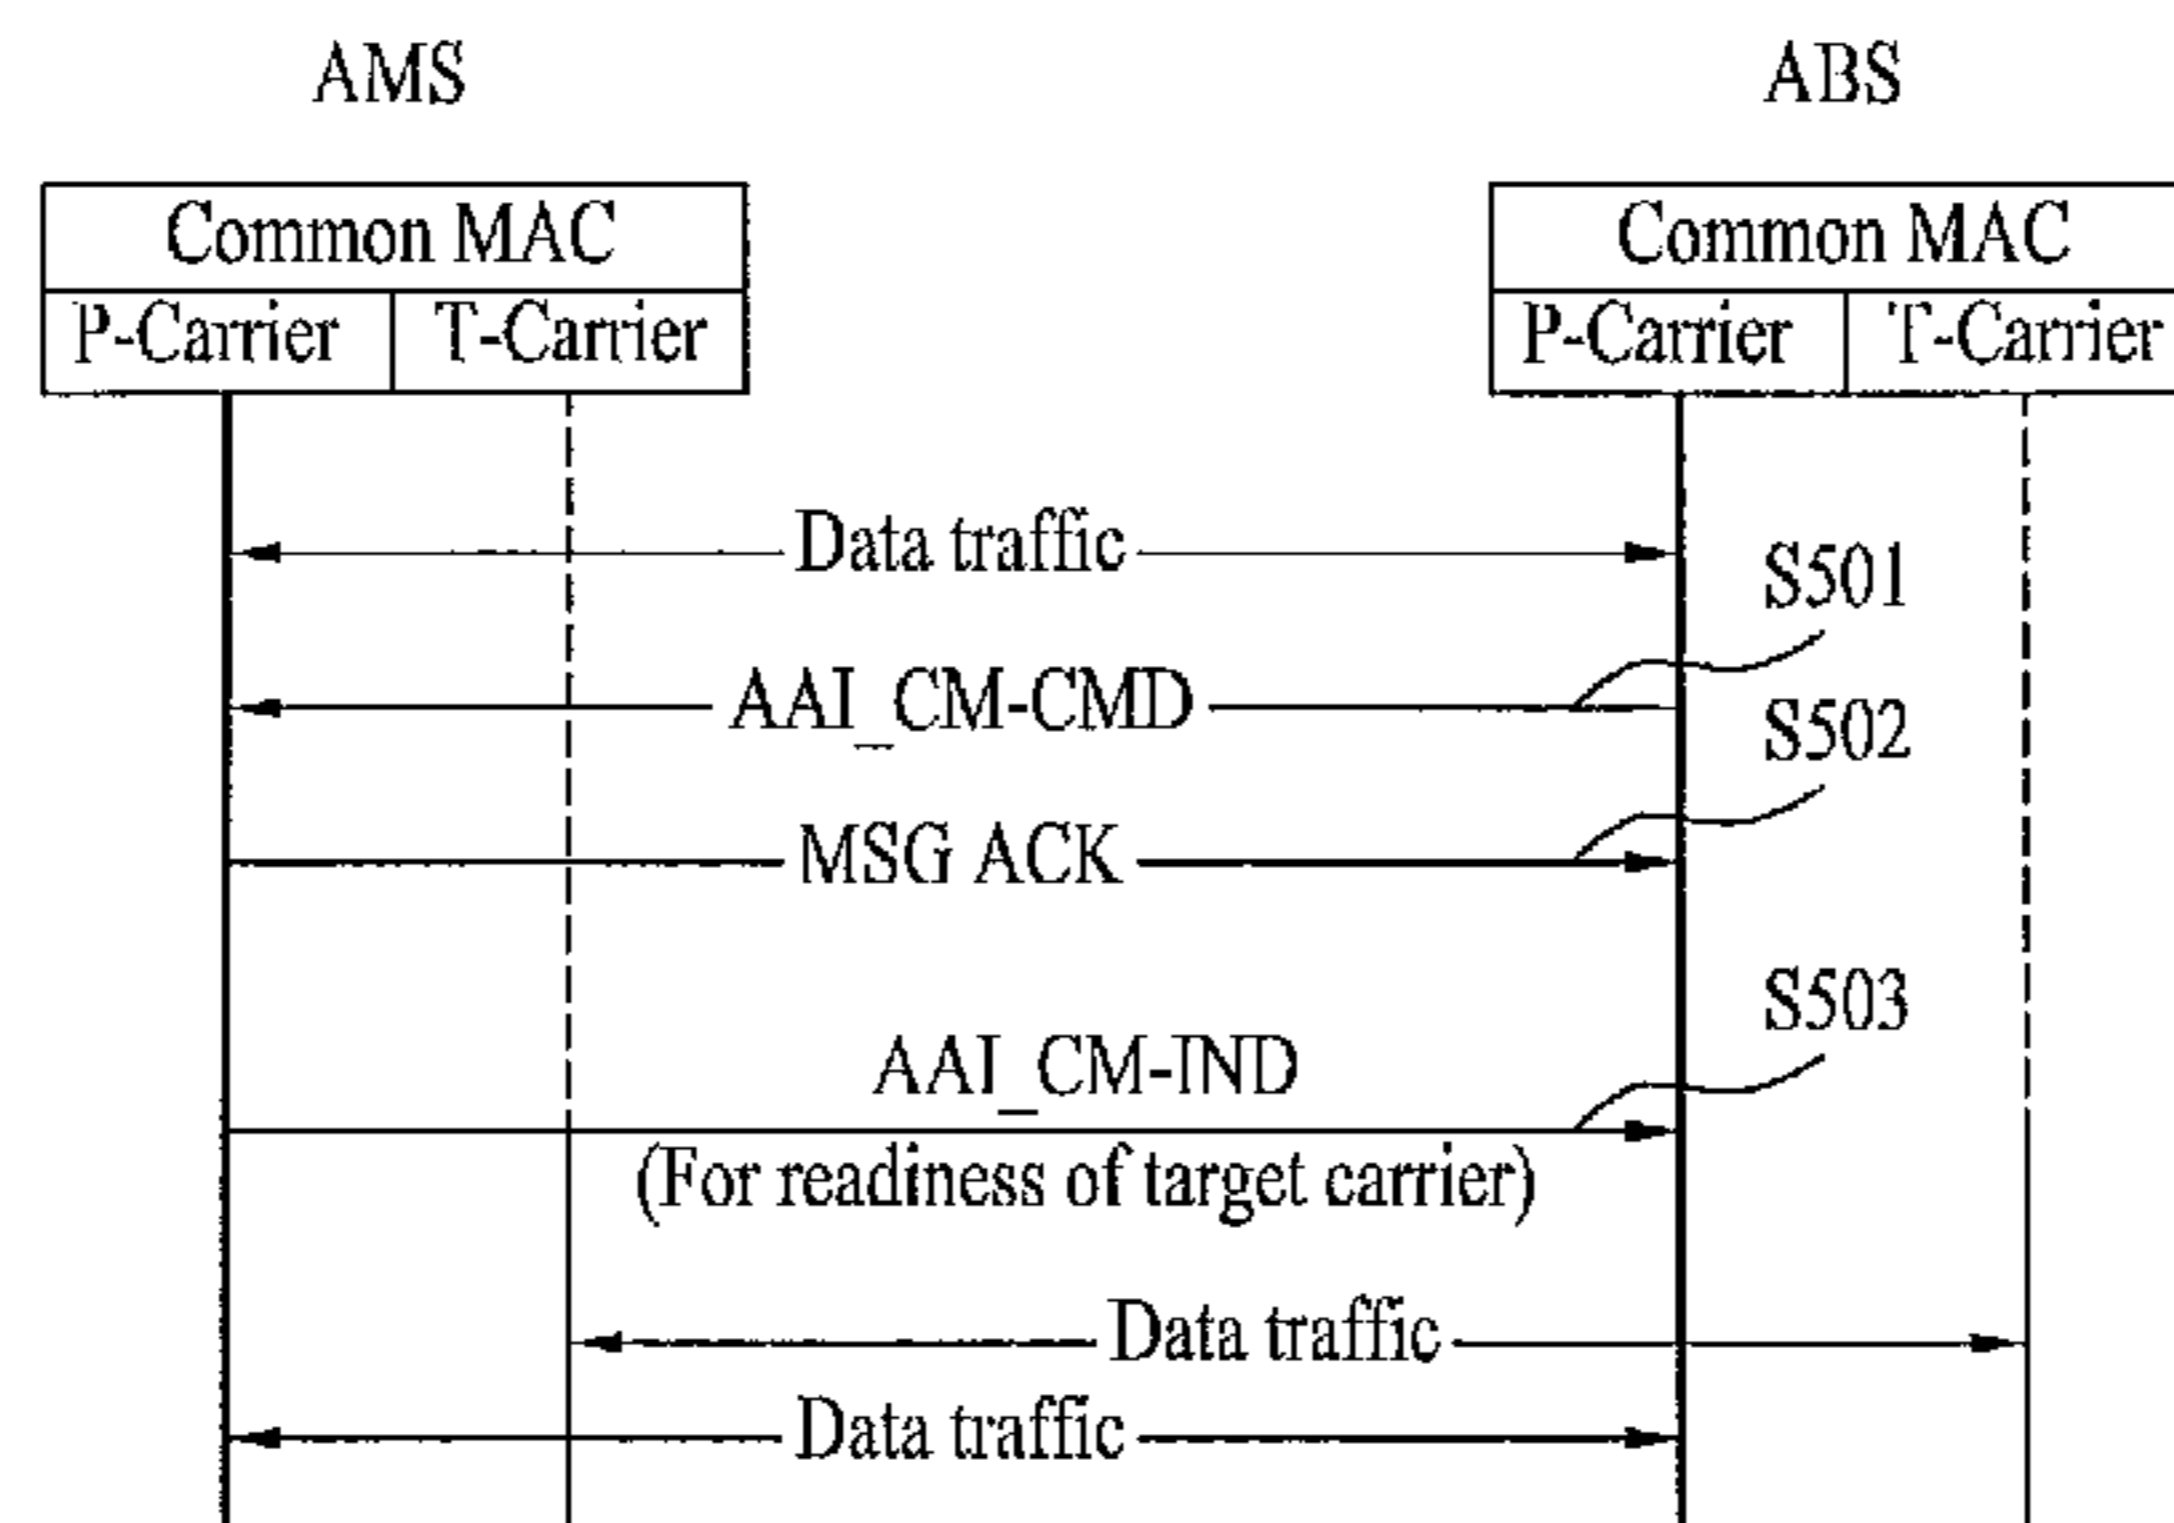 AMS
ABS
Common MAC
Common MAC
P-Carrier
T-Carrier
P-Carrier
T-Carrier
Data traffic
S501
AAI_CM-CMD
S502
MSG ACK
S503
AAI_CM-IND
(For readiness of target carrier)
Data traffic
Data traffic